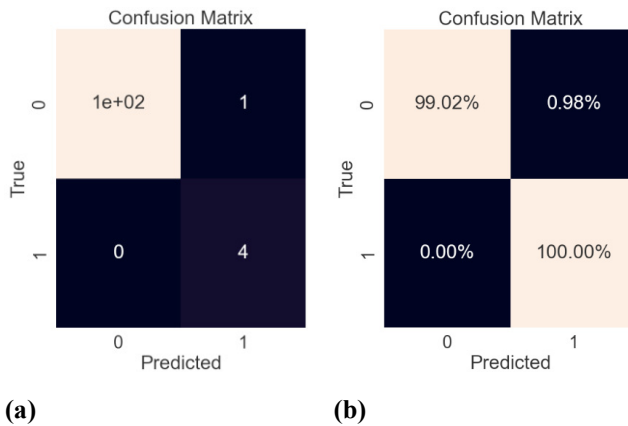 Confusion Matrix
0
1e+02
1
True
1
0
4
0
1
Predicted
(a)
Confusion Matrix
0
99.02%
0.98%
True
1
0.00%
100.00%
0
1
Predicted
(b)